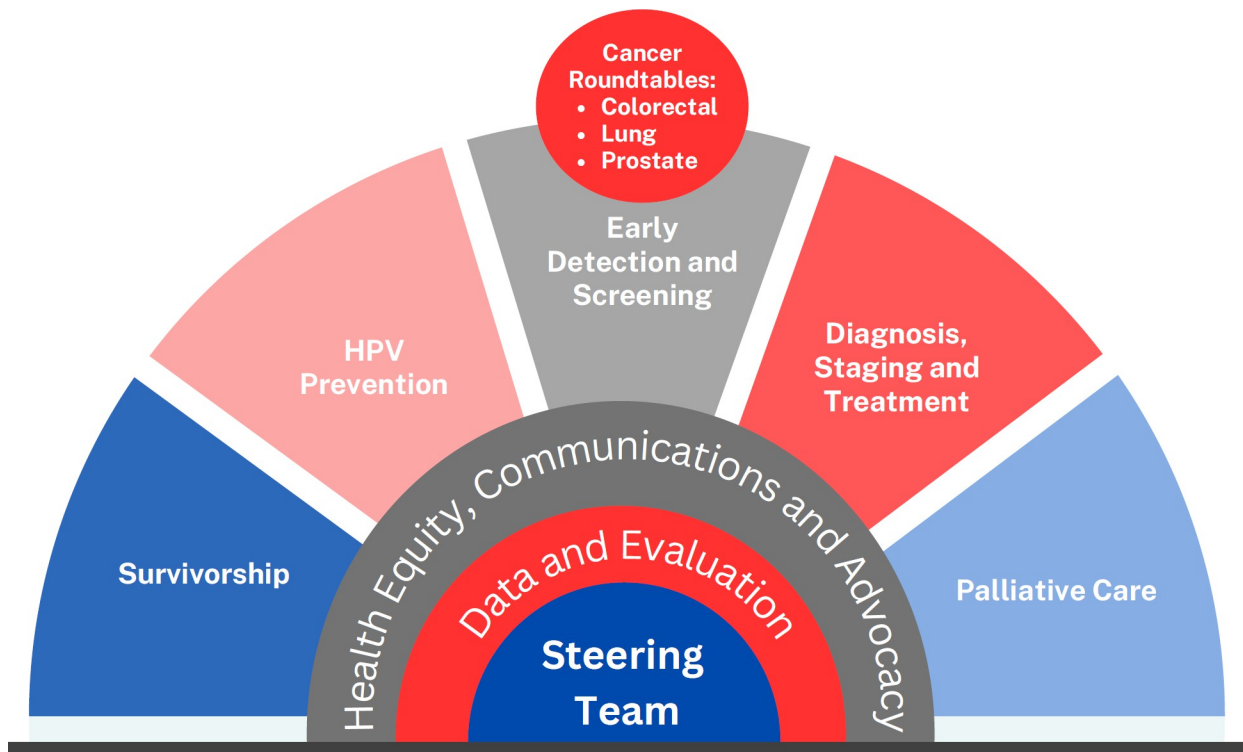 Cancer
Roundtables:
• Colorectal
• Lung
• Prostate
Early
Detection and
Screening
HPV
Prevention
Diagnosis,
Staging and
Treatment
Survivorship
Palliative Care
Health Equity, Communications and Advocacy
Data and Evaluation
Steering
Team